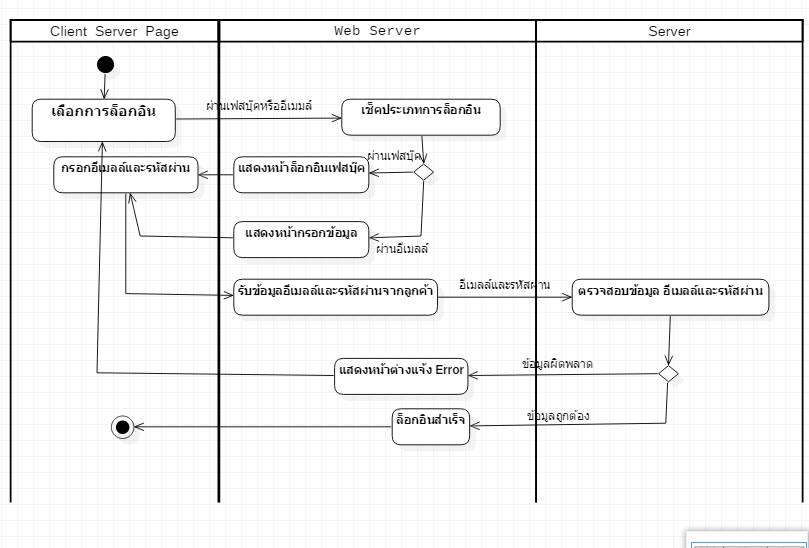 Client Server Page
Web Server
Server
เลือกการล็อกอิน
ผ่านเฟสบุ๊คหรืออีเมมล์
เช็คประเภทการล็อกอิน
ผ่านเฟสบุ๊ค
กรอกอีเมลล์และรหัสผ่าน
แสดงหน้าล็อกอินเฟสบุ๊ค
แสดงหน้ากรอกข้อมูล
ผ่านอีเมลล์
รับข้อมูลอีเมลล์และรหัสผ่านจากลูกค้า
อีเมลล์และรหัสผ่าน
ตรวจสอบข้อมูล อีเมลล์และรหัสผ่าน
แสดงหน้าต่างแจ้ง Error
ข้อมูลผิดพลาด
ล็อกอินสำเร็จ
ข้อมูลถูกต้อง